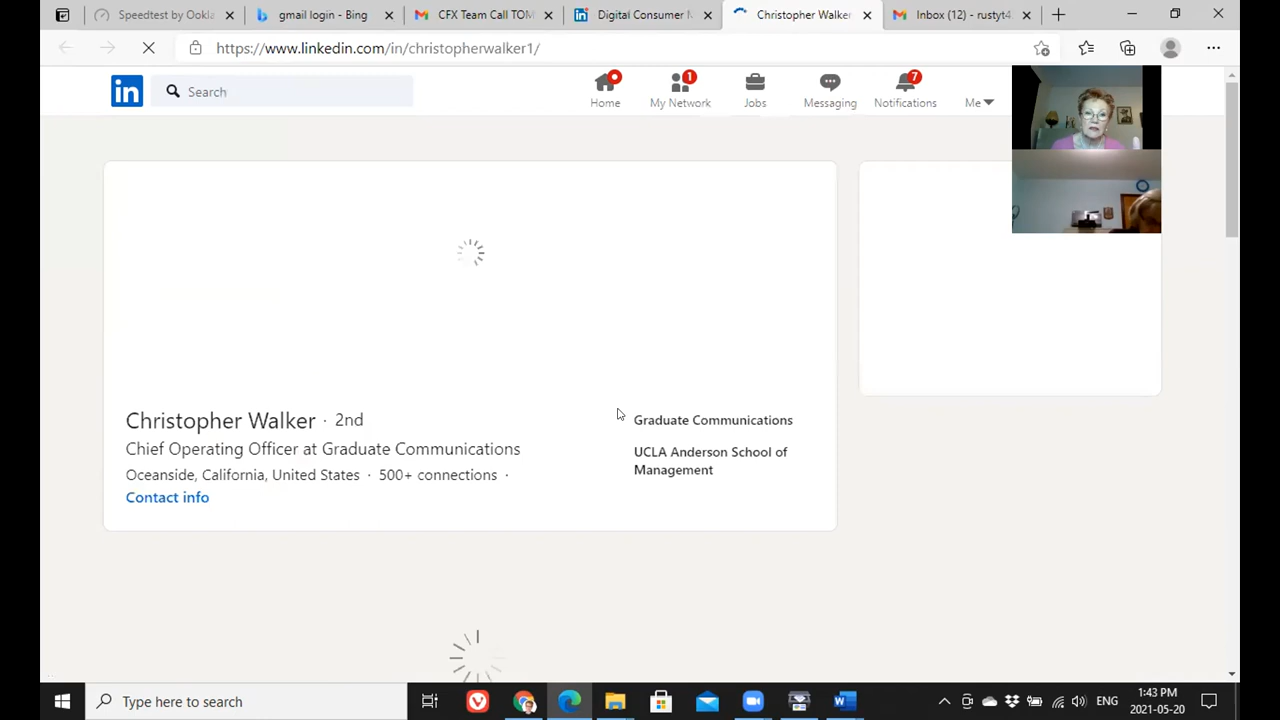 Speedtest by Ookla
gmail login - Bing
CFX Team Call TOM
Digital Consumer
Christopher Walker
Inbox (12) - rustyt4
https://www.linkedin.com/in/christopherwalker1/
in
Search
Home
1
My Network
Jobs
Messaging
7
Notifications
Me
Christopher Walker · 2nd
Chief Operating Officer at Graduate Communications
Oceanside, California, United States · 500+ connections ·
Contact info
Graduate Communications
UCLA Anderson School of
Management
Type here to search
ENG
1:43 PM
2021-05-20